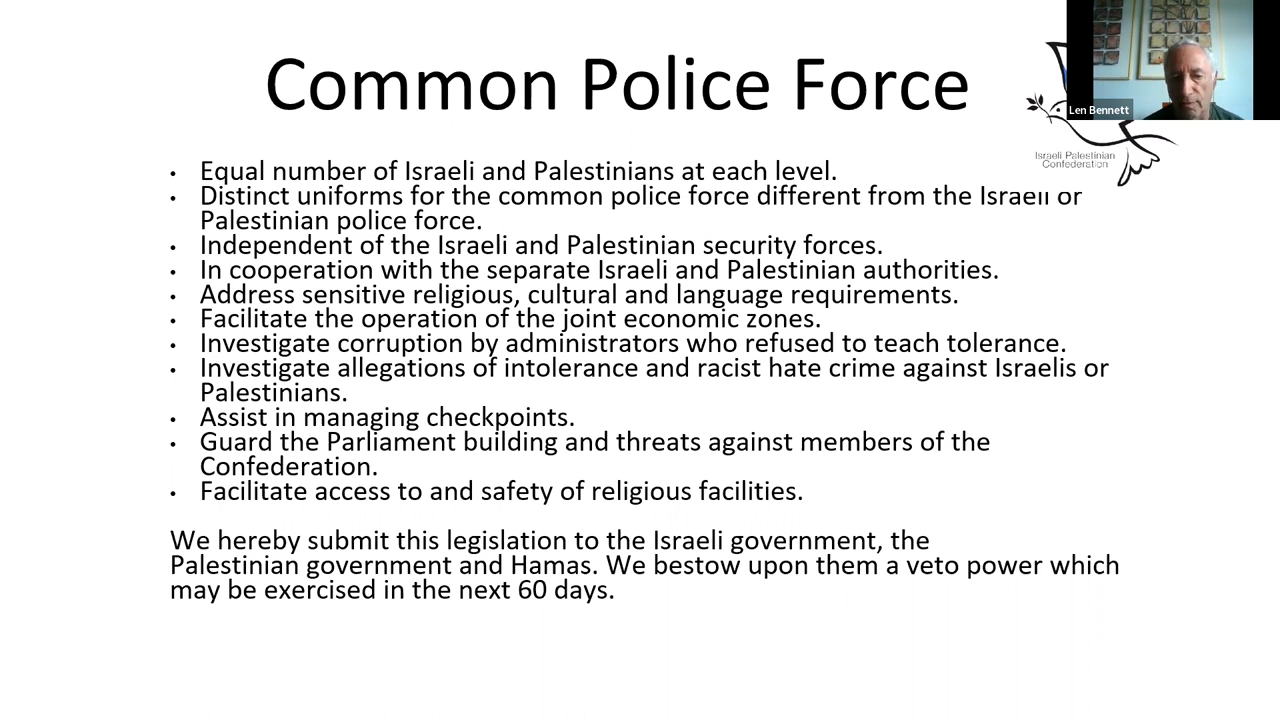 Common Police Force
Len Bennett
Israeli Palestinian
Confederation
• Equal number of Israeli and Palestinians at each level.
• Distinct uniforms for the common police force different from the Israeli or
Palestinian police force.
• Independent of the Israeli and Palestinian security forces.
• In cooperation with the separate Israeli and Palestinian authorities.
• Address sensitive religious, cultural and language requirements.
• Facilitate the operation of the joint economic zones.
• Investigate corruption by administrators who refused to teach tolerance.
• Investigate allegations of intolerance and racist hate crime against Israelis or
Palestinians.
• Assist in managing checkpoints.
• Guard the Parliament building and threats against members of the
Confederation.
• Facilitate access to and safety of religious facilities.
We hereby submit this legislation to the Israeli government, the
Palestinian government and Hamas. We bestow upon them a veto power which
may be exercised in the next 60 days.